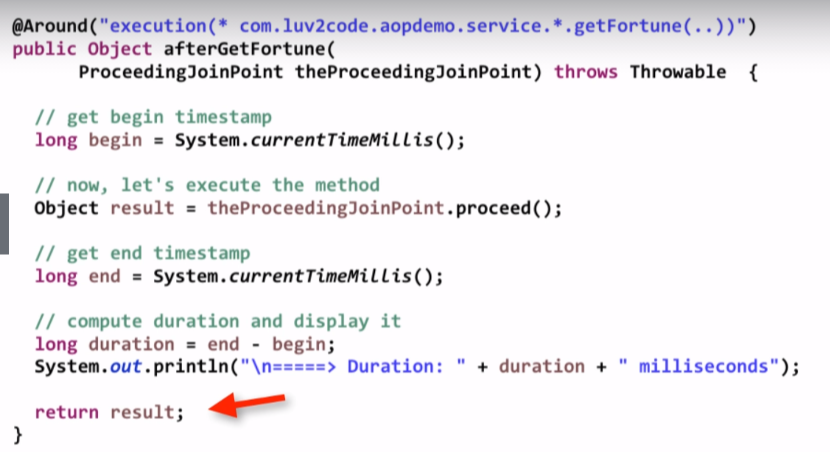 @Around("execution(* com.luv2code.aopdemo.service.*.getFortune(..))")
public Object afterGetFortune(
ProceedingJoinPoint theProceedingJoinPoint) throws Throwable {
// get begin timestamp
long begin = System.currentTimeMillis();
// now, let's execute the method
Object result = theProceedingJoinPoint.proceed();
// get end timestamp
long end = System.currentTimeMillis();
// compute duration and display it
long duration = end - begin;
System.out.println("\n=====> Duration: " + duration + " milliseconds");
return result;
}